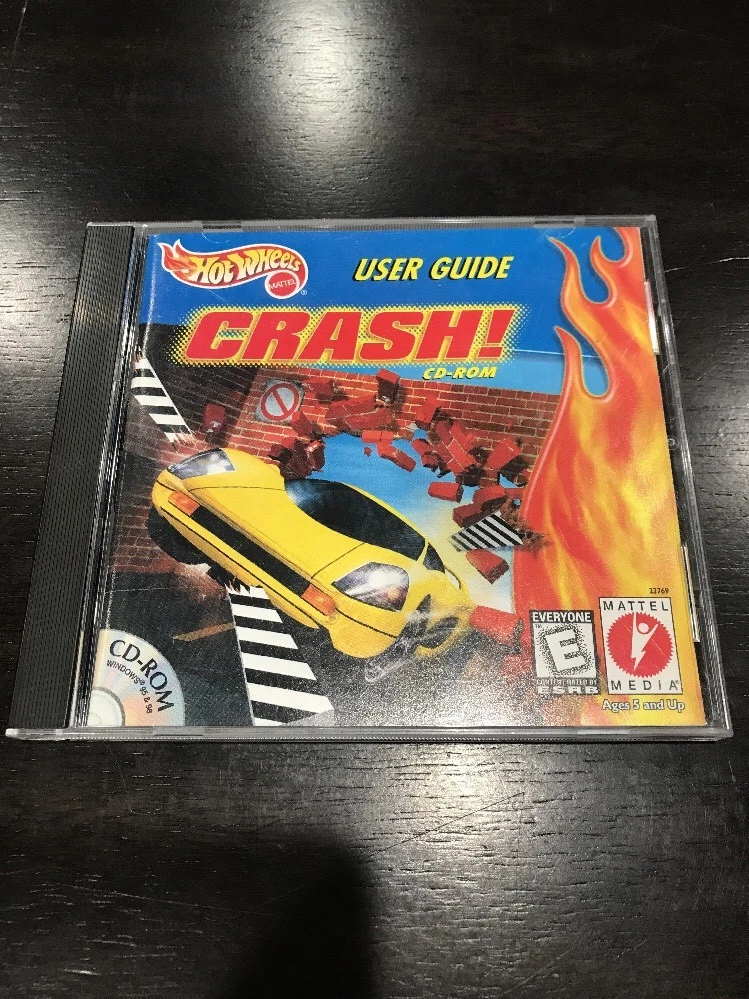 HOT WHEELS
MATTEL
®
USER GUIDE
CRASH!
CD-ROM
23769
EVERYONE
E
CONTENT RATED BY
ESRB
MATTEL
MEDIA®
Ages 5 and Up
CD-ROM
WINDOWS® 95 & 98